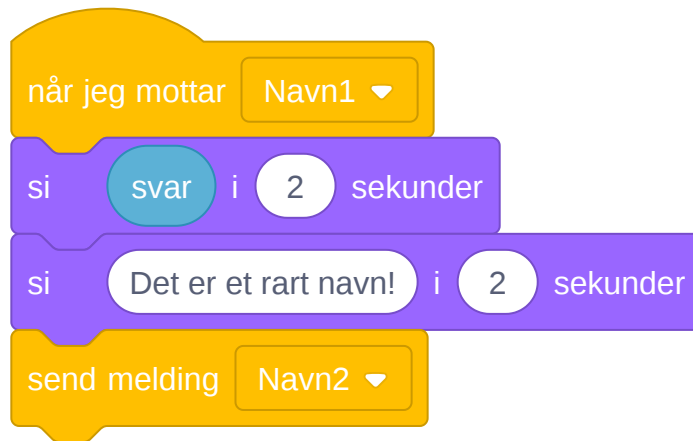 når jeg mottar Navn1
si svar i 2 sekunder
si Det er et rart navn! i 2 sekunder
send melding Navn2